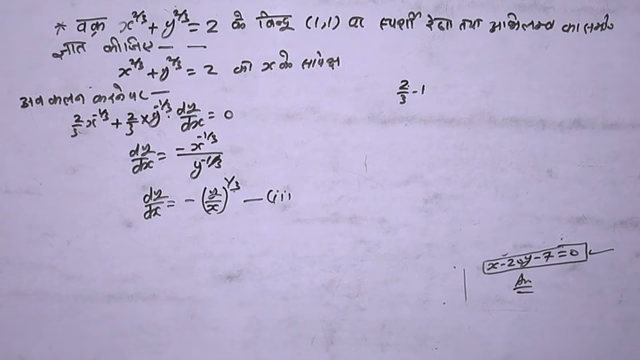 * वक्र x^2/3 + y^2/3 = 2 के बिन्दु (1,1) पर स्पर्शी रेखा तथा अभिलम्ब का समी०
ज्ञात कीजिए — —
x^2/3 + y^2/3 = 2 को x के सापेक्ष
अवकलन करने पर —
2/3 - 1
2/3 x^-1/3 + 2/3 × y^-1/3 · dy/dx = 0
dy/dx = -x^-1/3 / y^-1/3
dy/dx = -(y/x)^1/3 — (ii)
x - 20y - 7 = 0
An